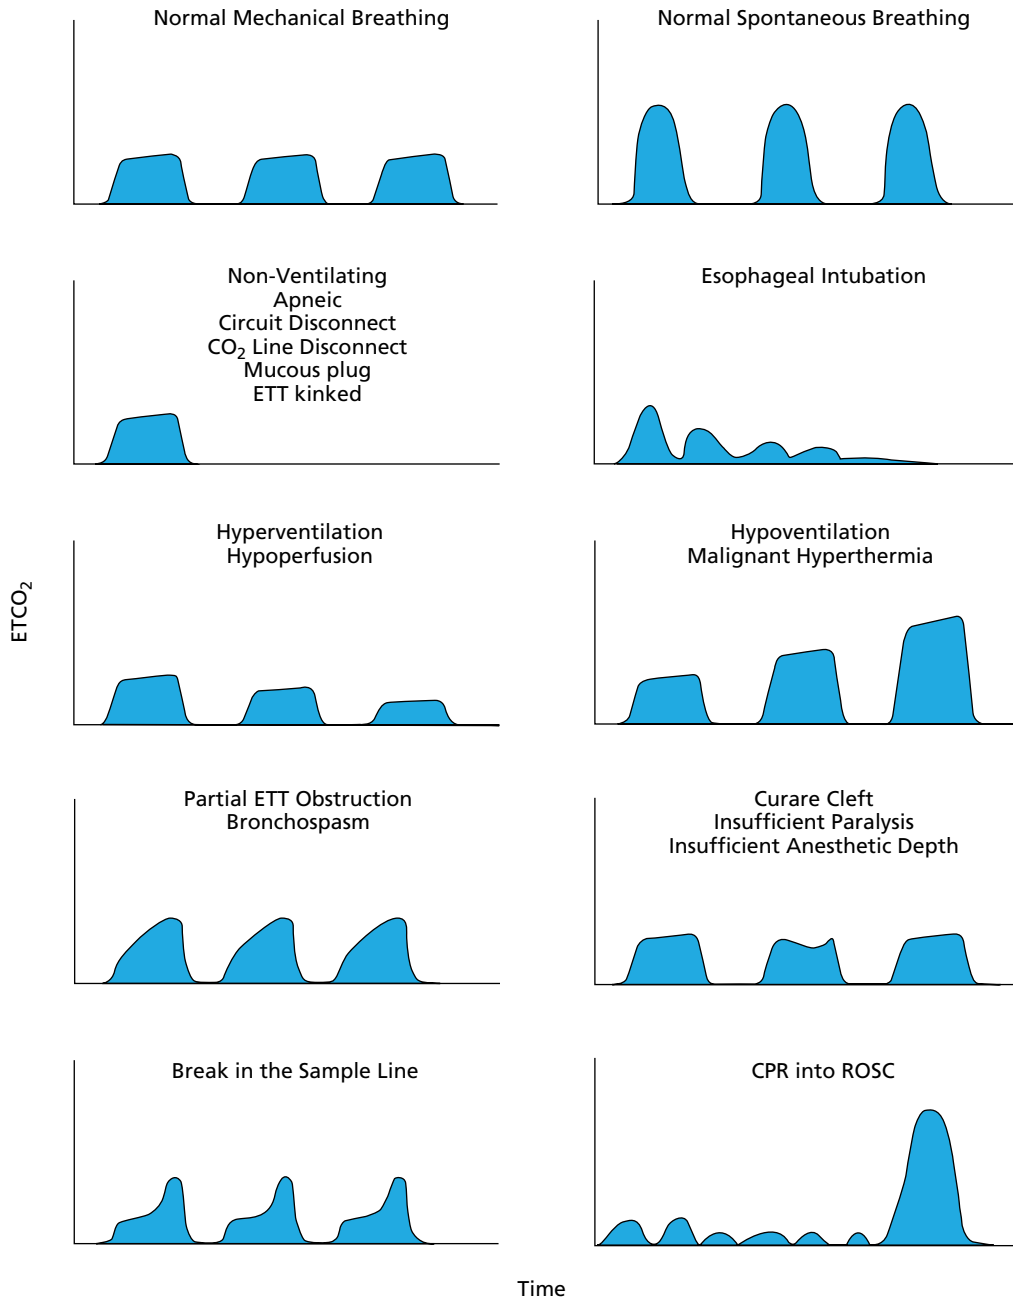 Normal Mechanical Breathing
Normal Spontaneous Breathing
Non-Ventilating
Apneic
Circuit Disconnect
CO₂ Line Disconnect
Mucous plug
ETT kinked
Esophageal Intubation
Hyperventilation
Hypoperfusion
Hypoventilation
Malignant Hyperthermia
ETCO₂
Partial ETT Obstruction
Bronchospasm
Curare Cleft
Insufficient Paralysis
Insufficient Anesthetic Depth
Break in the Sample Line
CPR into ROSC
Time